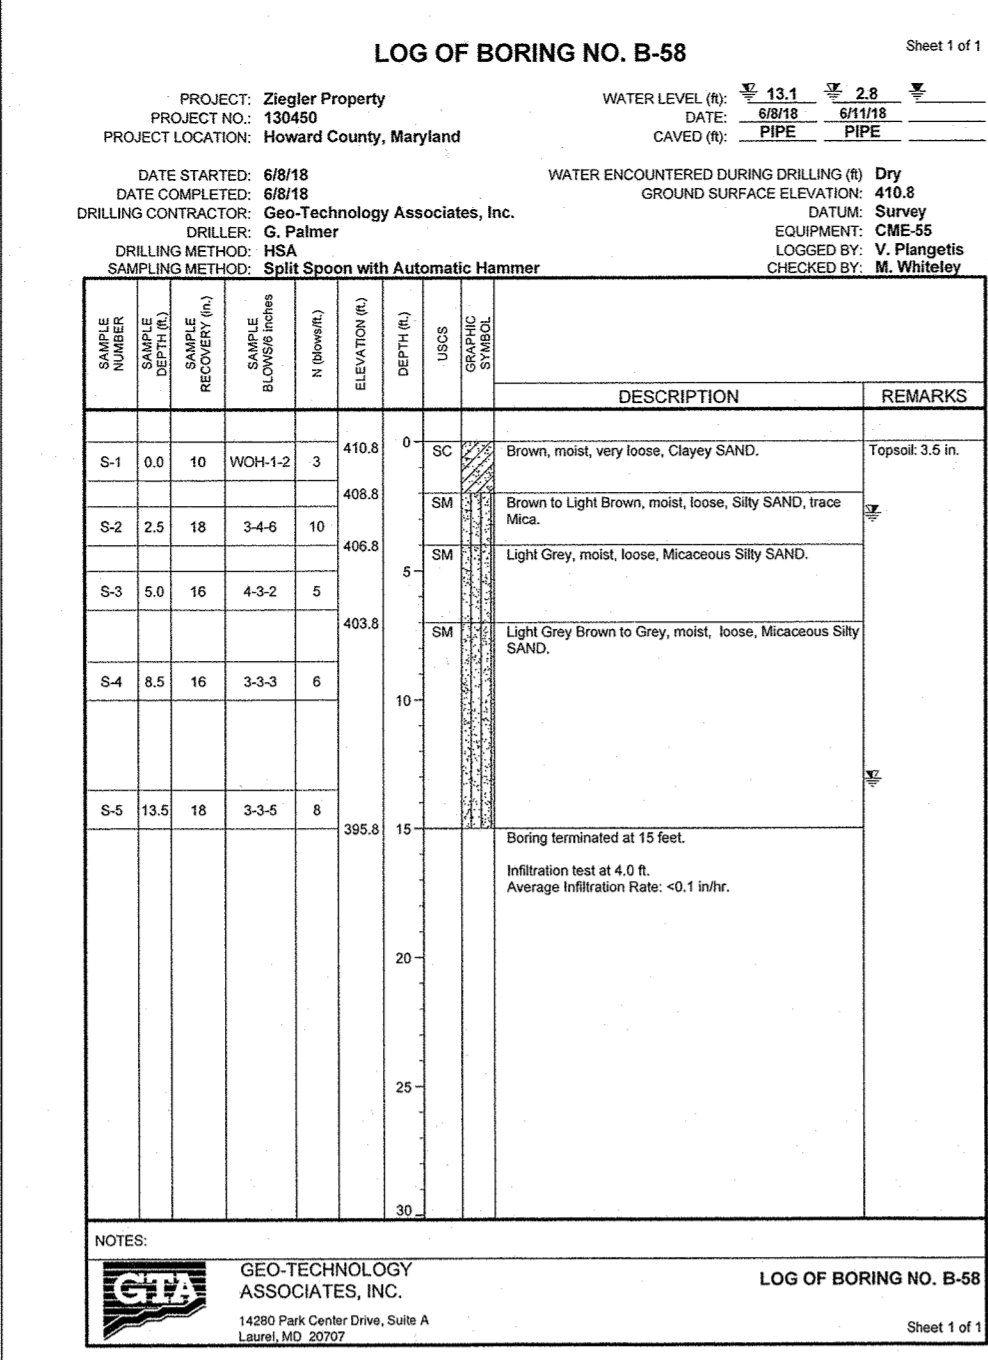 LOG OF BORING NO. B-58
Sheet 1 of 1
PROJECT: Ziegler Property
PROJECT NO.: 130450
PROJECT LOCATION: Howard County, Maryland
WATER LEVEL (ft): 13.1 2.8
DATE: 6/8/18 6/11/18
CAVED (ft): PIPE PIPE
DATE STARTED: 6/8/18
DATE COMPLETED: 6/8/18
DRILLING CONTRACTOR: Geo-Technology Associates, Inc.
DRILLER: G. Palmer
DRILLING METHOD: HSA
SAMPLING METHOD: Split Spoon with Automatic Hammer
WATER ENCOUNTERED DURING DRILLING (ft) Dry
GROUND SURFACE ELEVATION: 410.8
DATUM: Survey
EQUIPMENT: CME-55
LOGGED BY: V. Plangetis
CHECKED BY: M. Whiteley
SAMPLE NUMBER
SAMPLE DEPTH (ft.)
SAMPLE RECOVERY (in.)
SAMPLE BLOWS/6 inches
N (blows/ft.)
ELEVATION (ft.)
DEPTH (ft.)
USCS
GRAPHIC SYMBOL
DESCRIPTION
REMARKS
S-1 0.0 10 WOH-1-2 3
410.8 0 SC Brown, moist, very loose, Clayey SAND. Topsoil: 3.5 in.
408.8 SM Brown to Light Brown, moist, loose, Silty SAND, trace
Mica.
S-2 2.5 18 3-4-6 10
406.8 SM Light Grey, moist, loose, Micaceous Silty SAND.
5
S-3 5.0 16 4-3-2 5
403.8 SM Light Grey Brown to Grey, moist, loose, Micaceous Silty
SAND.
S-4 8.5 16 3-3-3 6
10
S-5 13.5 18 3-3-5 8
395.8 15
Boring terminated at 15 feet.
Infiltration test at 4.0 ft.
Average Infiltration Rate: <0.1 in/hr.
20
25
30
NOTES:
GTA
GEO-TECHNOLOGY
ASSOCIATES, INC.
14280 Park Center Drive, Suite A
Laurel, MD 20707
LOG OF BORING NO. B-58
Sheet 1 of 1